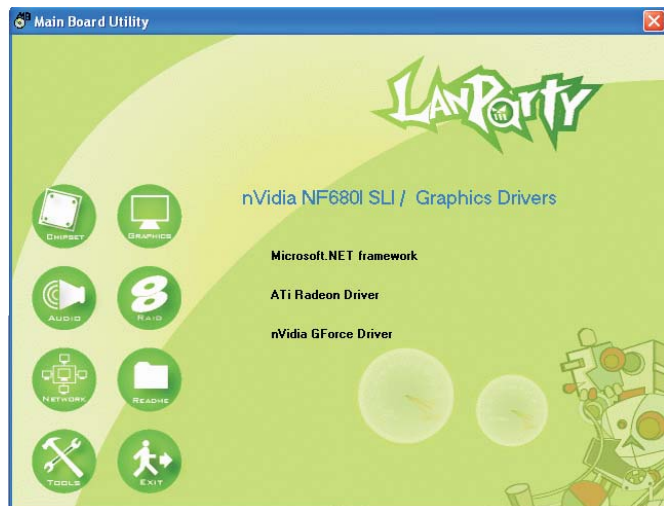 Main Board Utility
LANPARTY
nVidia NF680I SLI / Graphics Drivers
CHIPSET
GRAPHICS
Microsoft.NET framework
AUDIO
RAID
ATi Radeon Driver
nVidia GForce Driver
NETWORK
README
TOOLS
EXIT